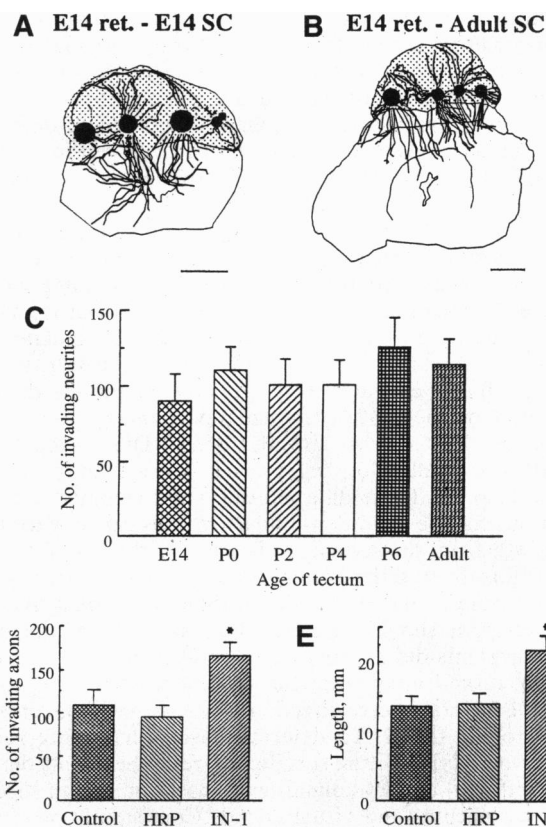 A E14 ret. - E14 SC
B E14 ret. - Adult SC
C
No. of invading neurites
150
100
50
0
E14 P0 P2 P4 P6 Adult
Age of tectum
No. of invading axons
200
150
100
50
0
Control HRP IN-1
*
E
Length, mm
20
10
0
Control HRP